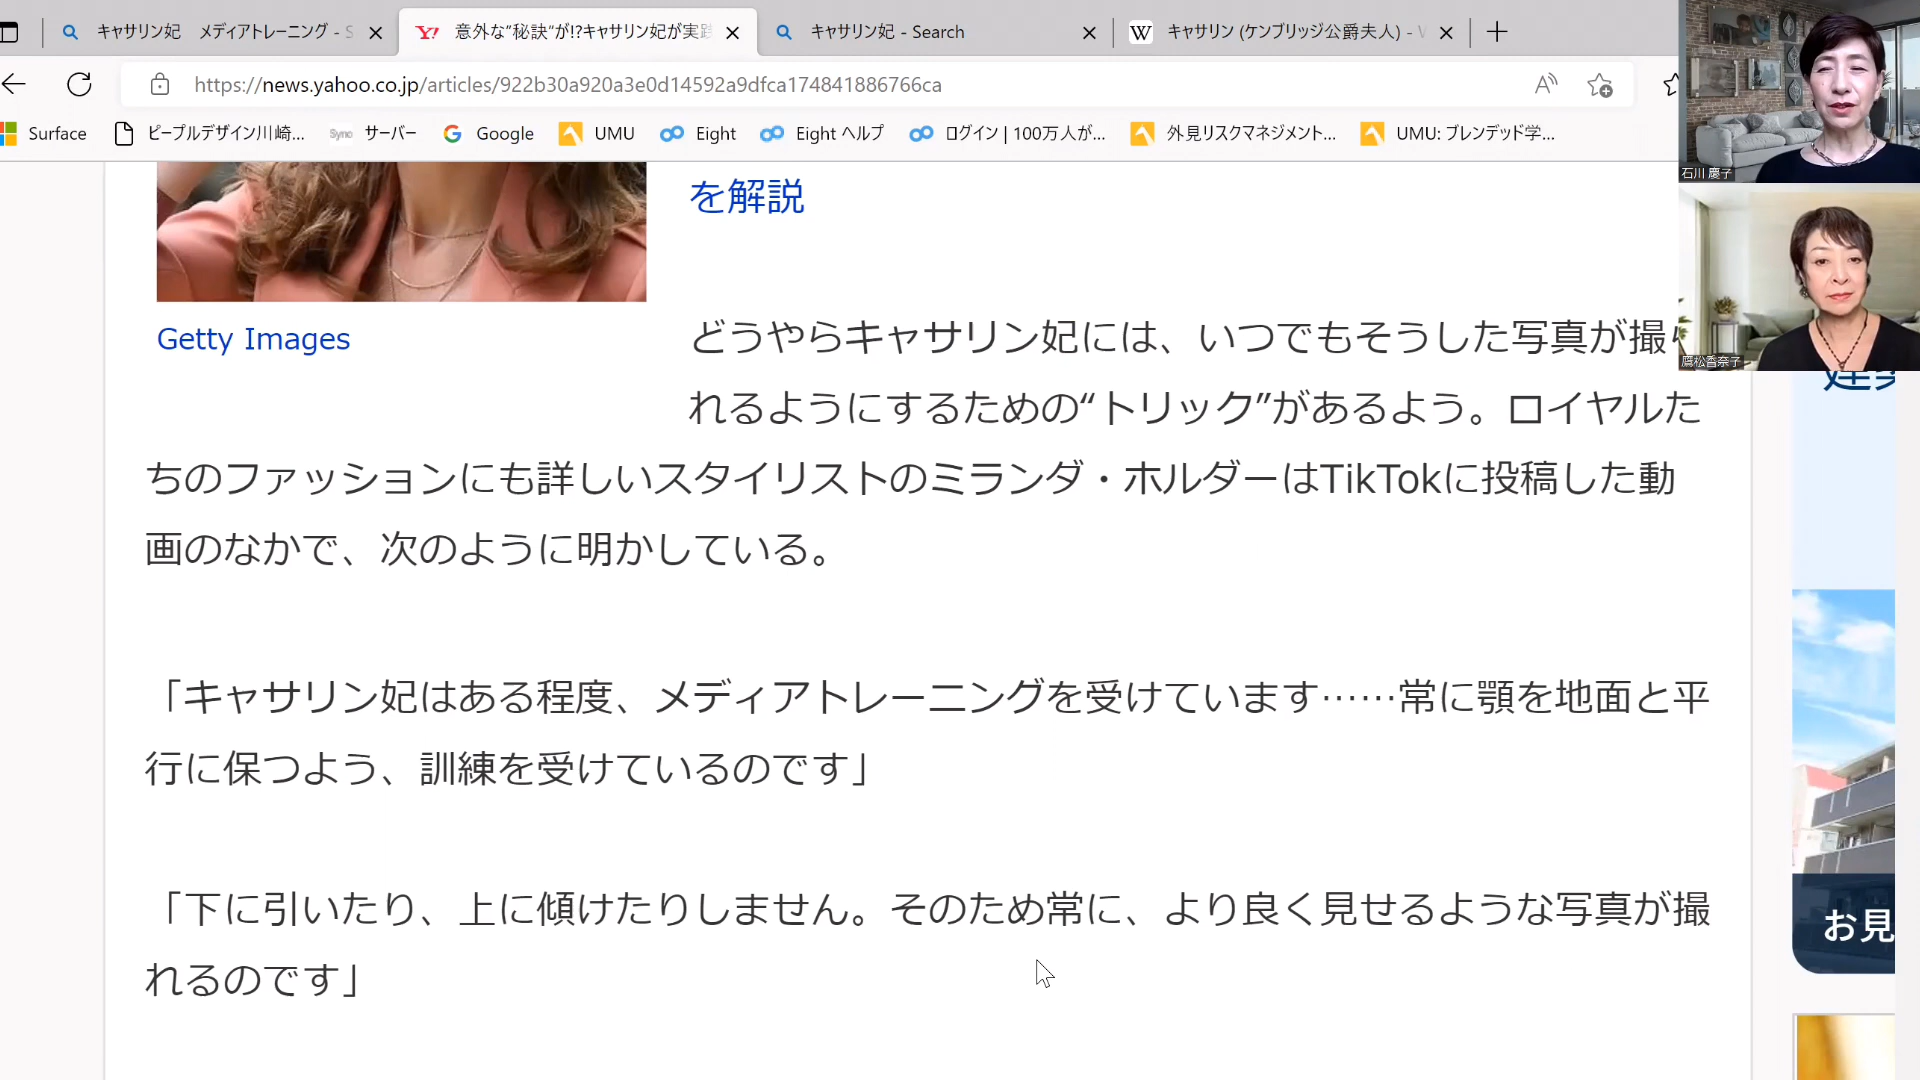 キャサリン妃　メディアトレーニング - S
意外な“秘訣”が!?キャサリン妃が実践
キャサリン妃 - Search
キャサリン (ケンブリッジ公爵夫人) - W
https://news.yahoo.co.jp/articles/922b30a920a3e0d14592a9dfca174841886766ca
Surface
ピープルデザイン川崎...
Sync
サーバー
Google
UMU
Eight
Eight ヘルプ
ログイン | 100万人が...
外見リスクマネジメント...
UMU: ブレンデッド学...
石川 慶子
鷹松香奈子
を解説
Getty Images
どうやらキャサリン妃には、いつでもそうした写真が撮ら
れるようにするための“トリック”があるよう。ロイヤルた
ちのファッションにも詳しいスタイリストのミランダ・ホルダーはTikTokに投稿した動
画のなかで、次のように明かしている。
「キャサリン妃はある程度、メディアトレーニングを受けています……常に顎を地面と平
行に保つよう、訓練を受けているのです」
「下に引いたり、上に傾けたりしません。そのため常に、より良く見せるような写真が撮
れるのです」
お見